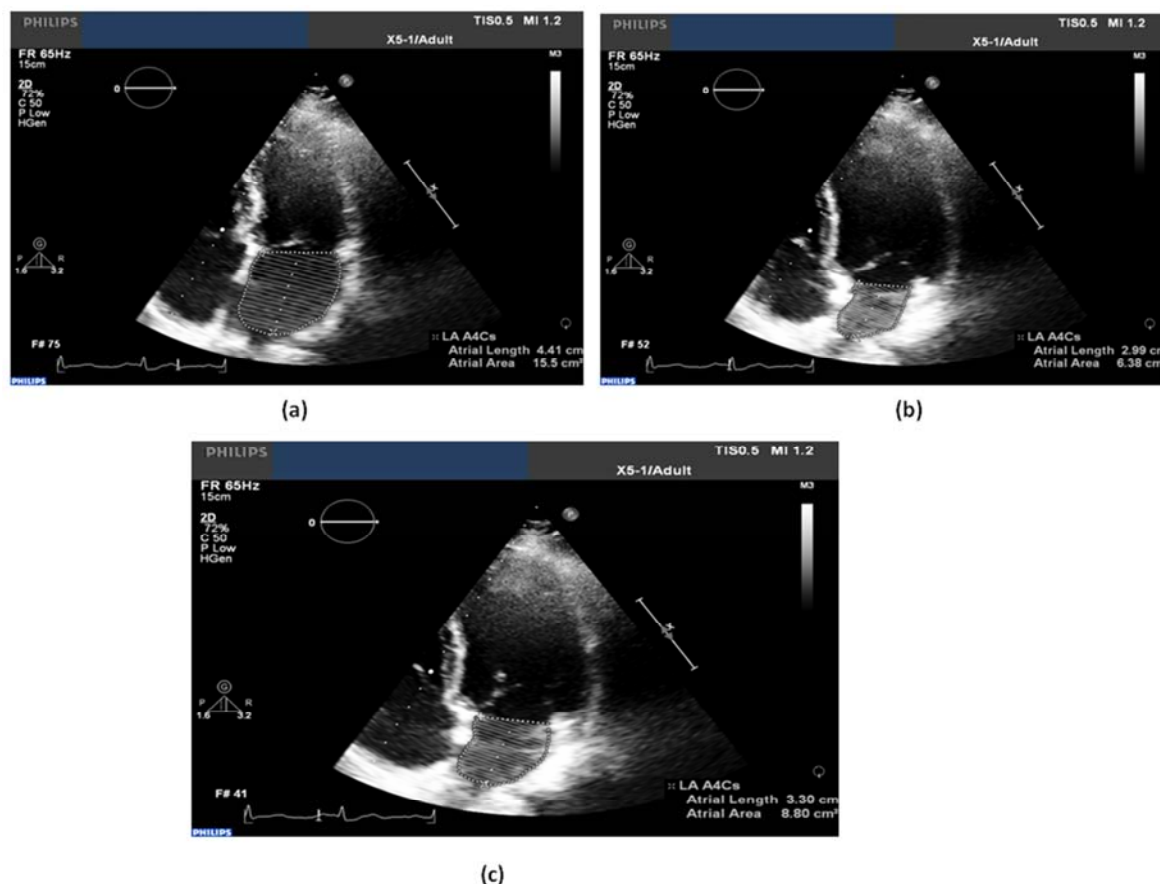 PHILIPS
TIS0.5 MI 1.2
X5-1/Adult
FR 65Hz
15cm
M3
2D
72%
C 50
P Low
HGen
0
G
P R
1.6 3.2
F# 75
LA A4Cs
Atrial Length 4.41 cm
Atrial Area 15.5 cm²
PHILIPS
(a)
PHILIPS
TIS0.5 MI 1.2
X5-1/Adult
FR 65Hz
15cm
M3
2D
72%
C 50
P Low
HGen
0
G
P R
1.6 3.2
F# 52
LA A4Cs
Atrial Length 2.99 cm
Atrial Area 6.38 cm²
PHILIPS
(b)
PHILIPS
TIS0.5 MI 1.2
X5-1/Adult
FR 65Hz
15cm
M3
2D
72%
C 50
P Low
HGen
0
G
P R
1.6 3.2
F# 41
LA A4Cs
Atrial Length 3.30 cm
Atrial Area 8.80 cm²
PHILIPS
(c)